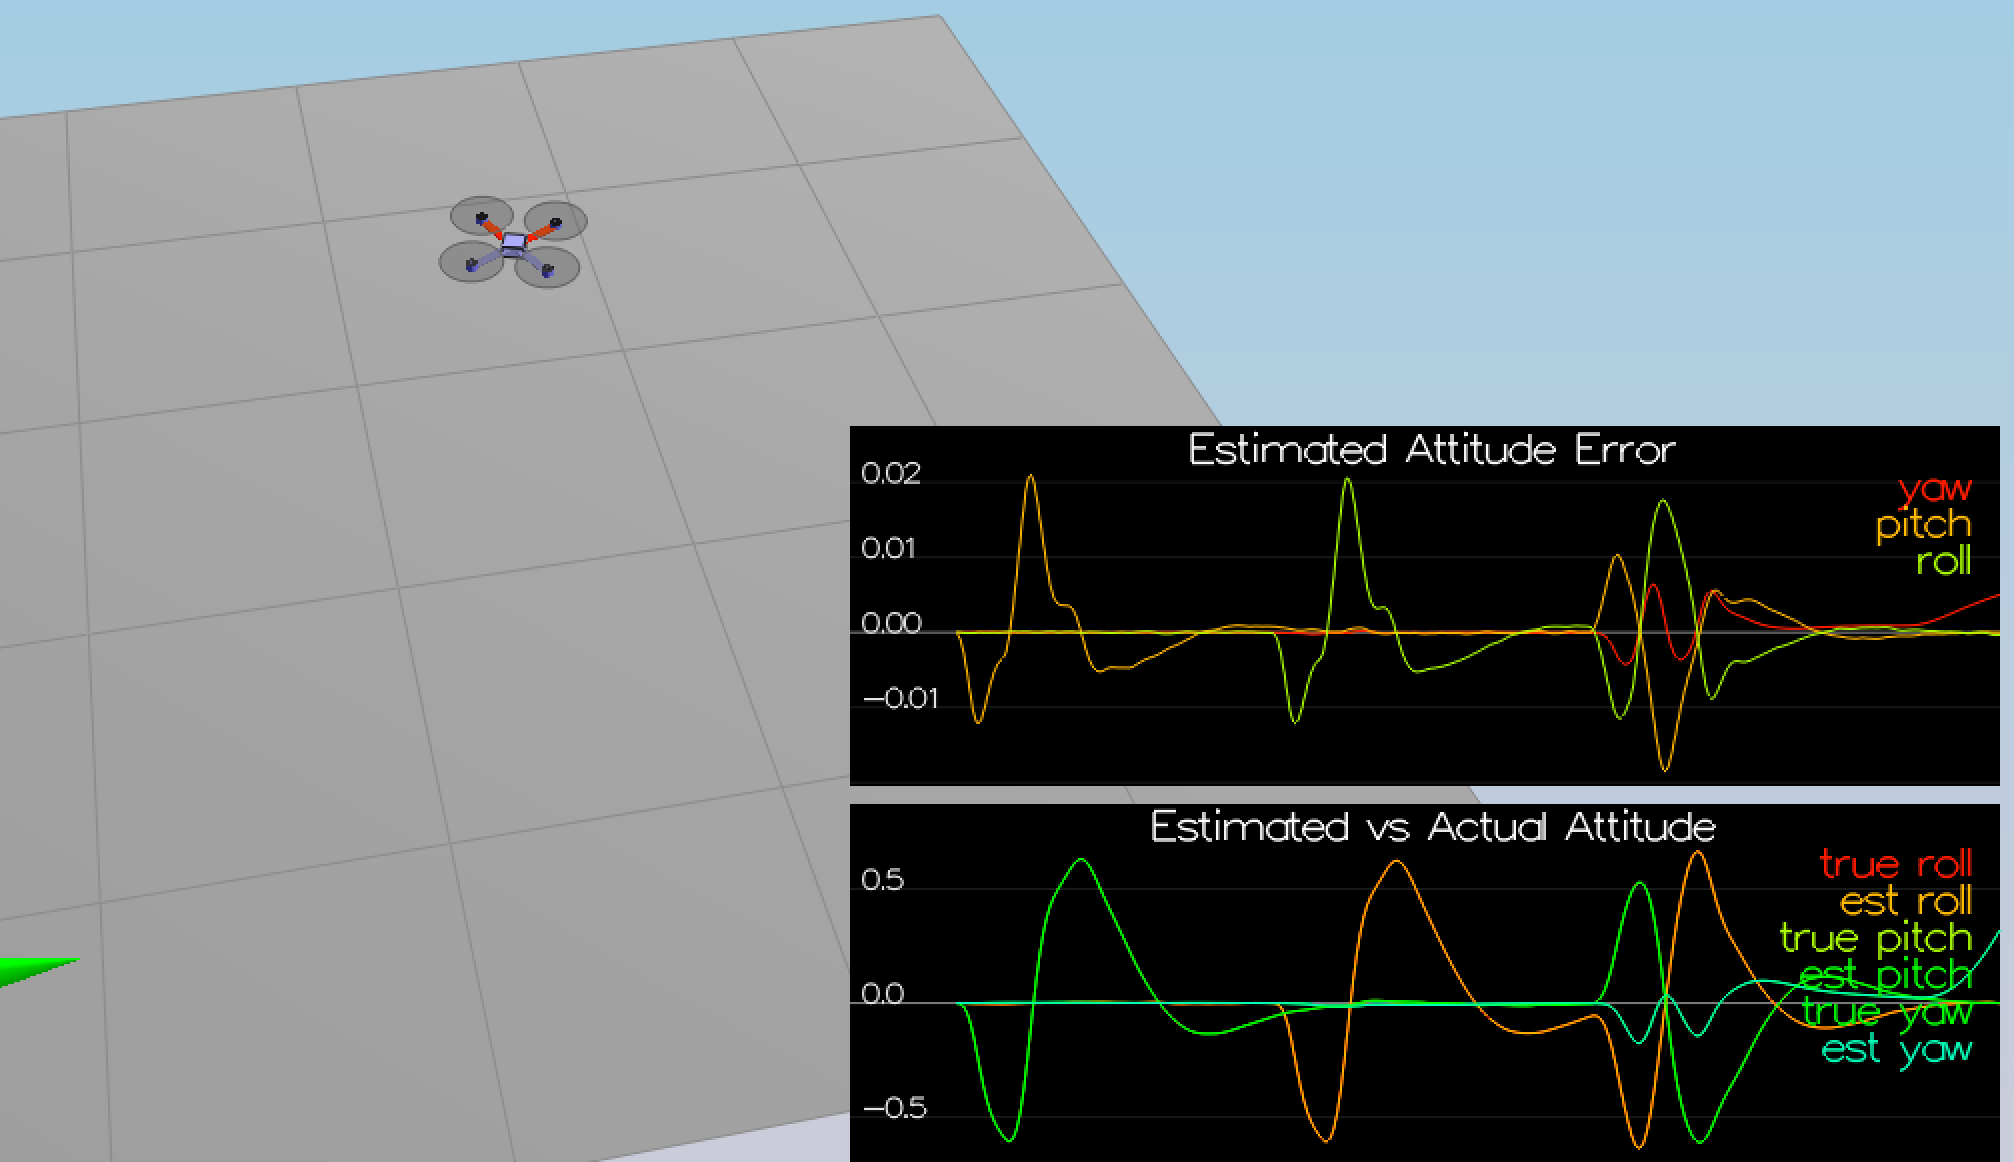 Estimated Attitude Error
0.02
yaw
pitch
0.01
roll
0.00
−0.01
Estimated vs Actual Attitude
true roll
0.5
est roll
true pitch
est pitch
0.0
true yaw
est yaw
−0.5